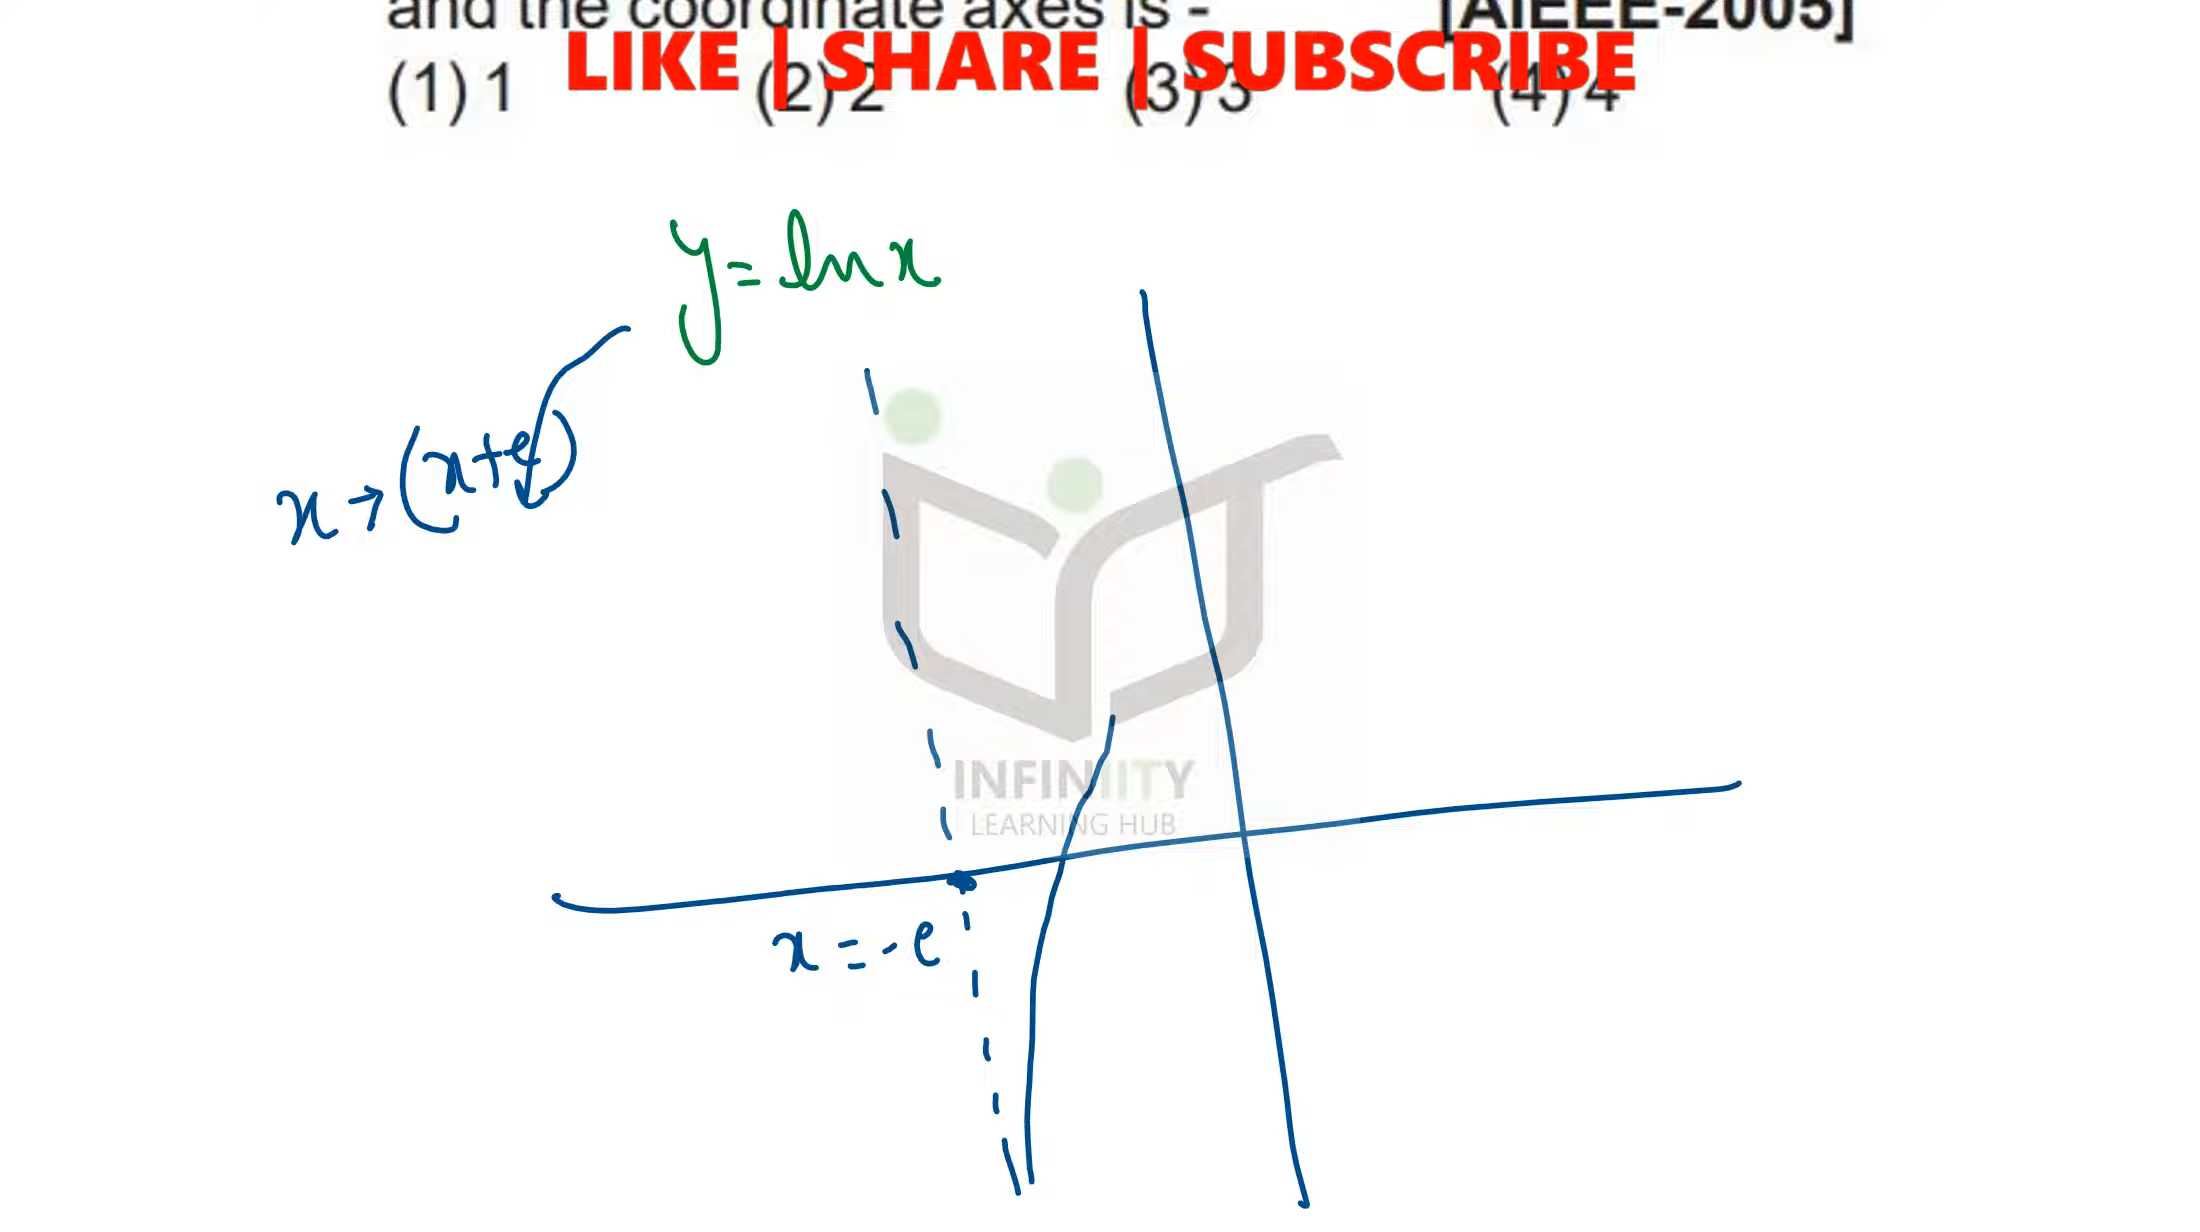 and the coordinate axes is - [AIEEE-2005]
LIKE | SHARE | SUBSCRIBE
(1) 1 (2) 2 (3) 3 (4) 4
y = ln x
x → (x+e)
INFINIITY
LEARNING HUB
x = -e